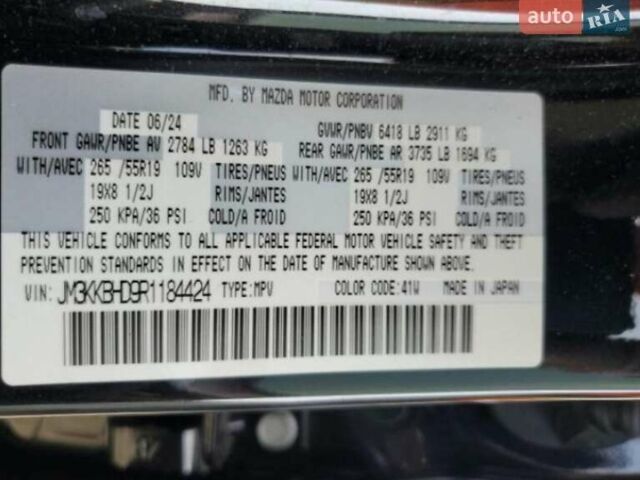 auto RIA.com
MFD. BY MAZDA MOTOR CORPORATION
DATE 06/24 GVWR/PNBV 6418 LB 2911 KG
FRONT GAWR/PNBE AV 2784 LB 1263 KG REAR GAWR/PNBE AR 3735 LB 1694 KG
WITH/AVEC 265 /55R19 109V TIRES/PNEUS WITH/AVEC 265 /55R19 109V TIRES/PNEUS
19X8 1/2J RIMS/JANTES 19X8 1/2J RIMS/JANTES
250 KPA/36 PSI COLD/A FROID 250 KPA/36 PSI COLD/A FROID
THIS VEHICLE CONFORMS TO ALL APPLICABLE FEDERAL MOTOR VEHICLE SAFETY AND THEFT
PREVENTION STANDARDS IN EFFECT ON THE DATE OF MANUFACTURE SHOWN ABOVE.
VIN: JM3KKBHD9R1184424 TYPE:MPV COLOR CODE:41W MADE IN JAPAN